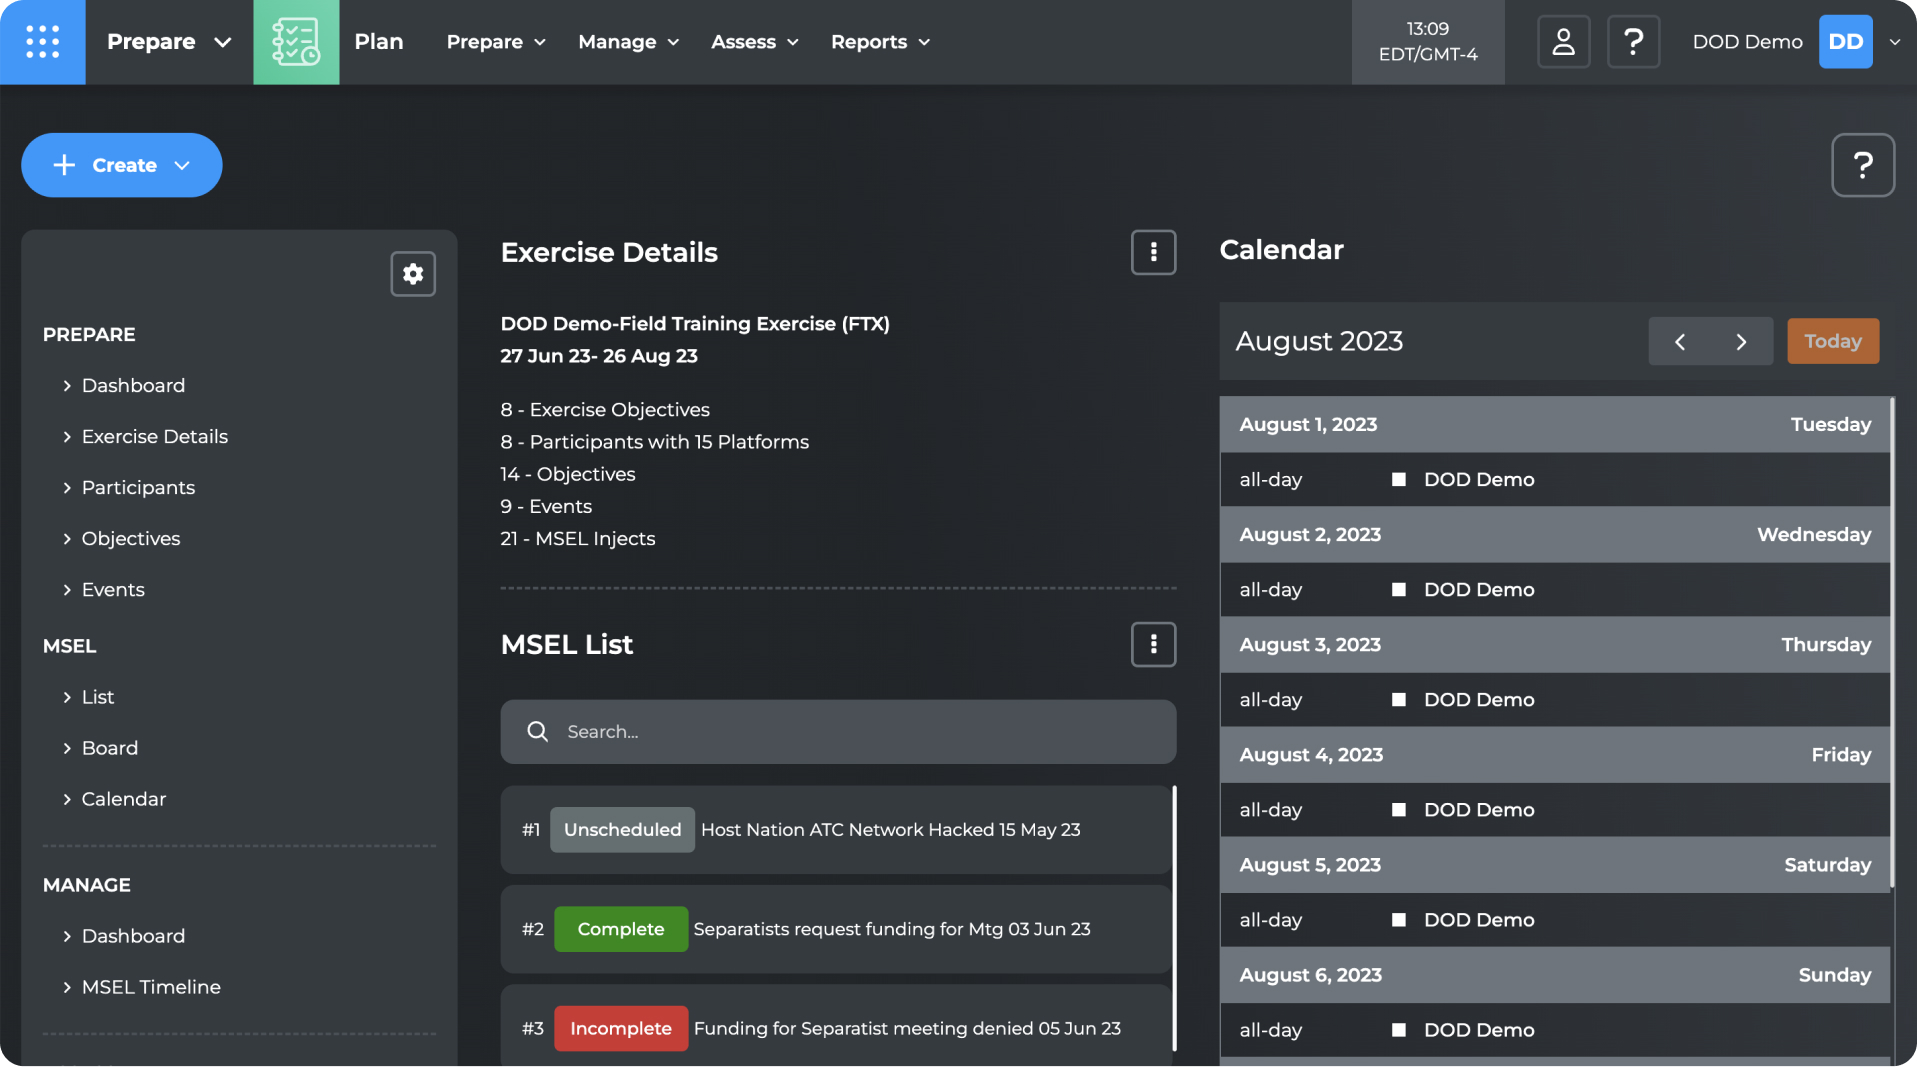 Prepare
Plan
Prepare
Manage
Assess
Reports
13:09
EDT/GMT-4
?
DOD Demo
DD
Create
?
PREPARE
Dashboard
Exercise Details
Participants
Objectives
Events
MSEL
List
Board
Calendar
MANAGE
Dashboard
MSEL Timeline
Exercise Details
DOD Demo-Field Training Exercise (FTX)
27 Jun 23- 26 Aug 23
8 - Exercise Objectives
8 - Participants with 15 Platforms
14 - Objectives
9 - Events
21 - MSEL Injects
MSEL List
Search...
#1 Unscheduled Host Nation ATC Network Hacked 15 May 23
#2 Complete Separatists request funding for Mtg 03 Jun 23
#3 Incomplete Funding for Separatist meeting denied 05 Jun 23
Calendar
August 2023
Today
August 1, 2023 Tuesday
all-day DOD Demo
August 2, 2023 Wednesday
all-day DOD Demo
August 3, 2023 Thursday
all-day DOD Demo
August 4, 2023 Friday
all-day DOD Demo
August 5, 2023 Saturday
all-day DOD Demo
August 6, 2023 Sunday
all-day DOD Demo